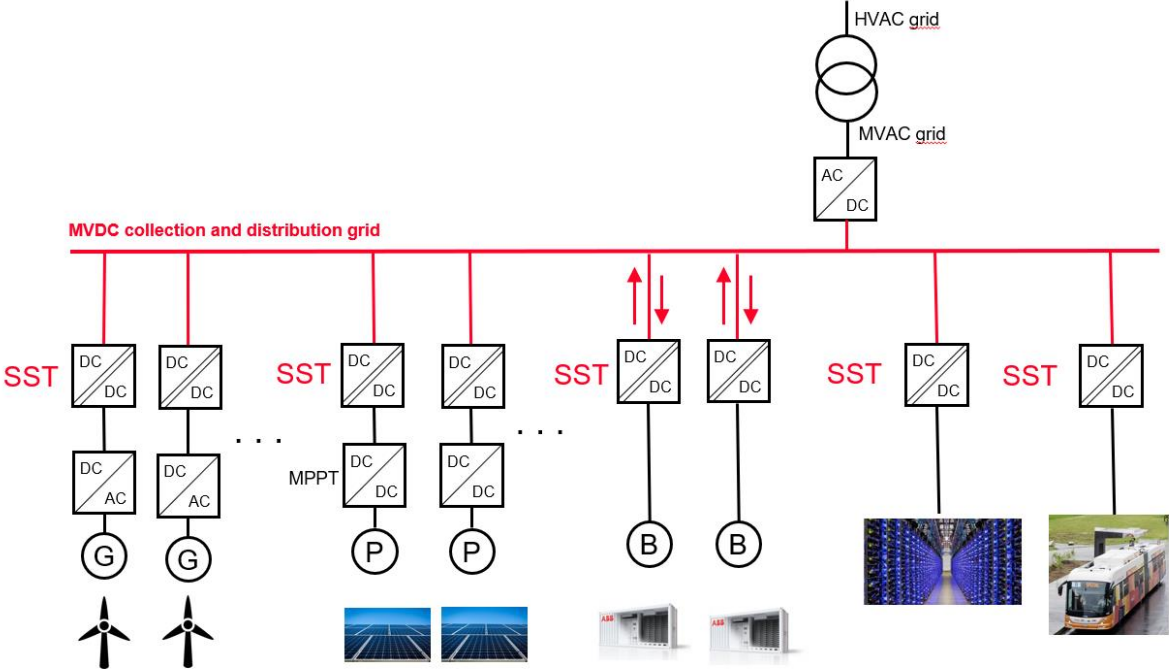 HVAC grid
MVAC grid
AC
DC
MVDC collection and distribution grid
SST
DC
DC
DC
DC
SST
DC
DC
DC
DC
SST
DC
DC
DC
DC
SST
DC
DC
SST
DC
DC
. . .
. . .
DC
AC
DC
AC
MPPT
DC
DC
DC
DC
G
G
P
P
B
B
ABB
ABB